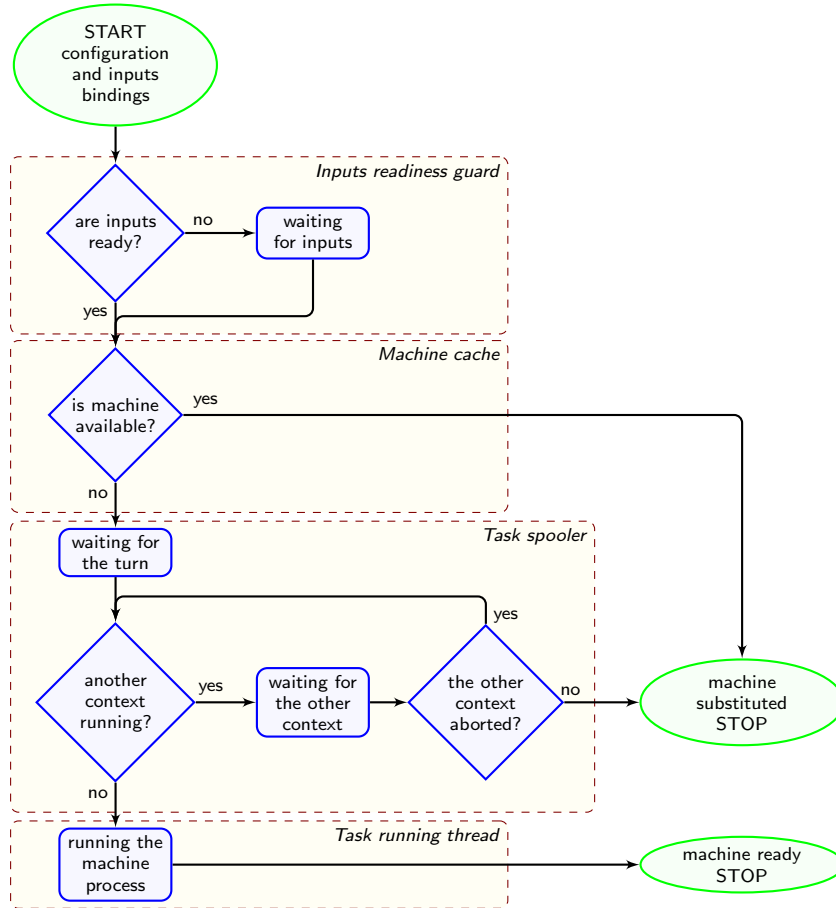 START
configuration
and inputs
bindings
Inputs readiness guard
are inputs
ready?
no
waiting
for inputs
yes
Machine cache
is machine
available?
yes
no
Task spooler
waiting for
the turn
yes
another
context
running?
yes
waiting for
the other
context
the other
context
aborted?
no
machine
substituted
STOP
no
Task running thread
running the
machine
process
machine ready
STOP